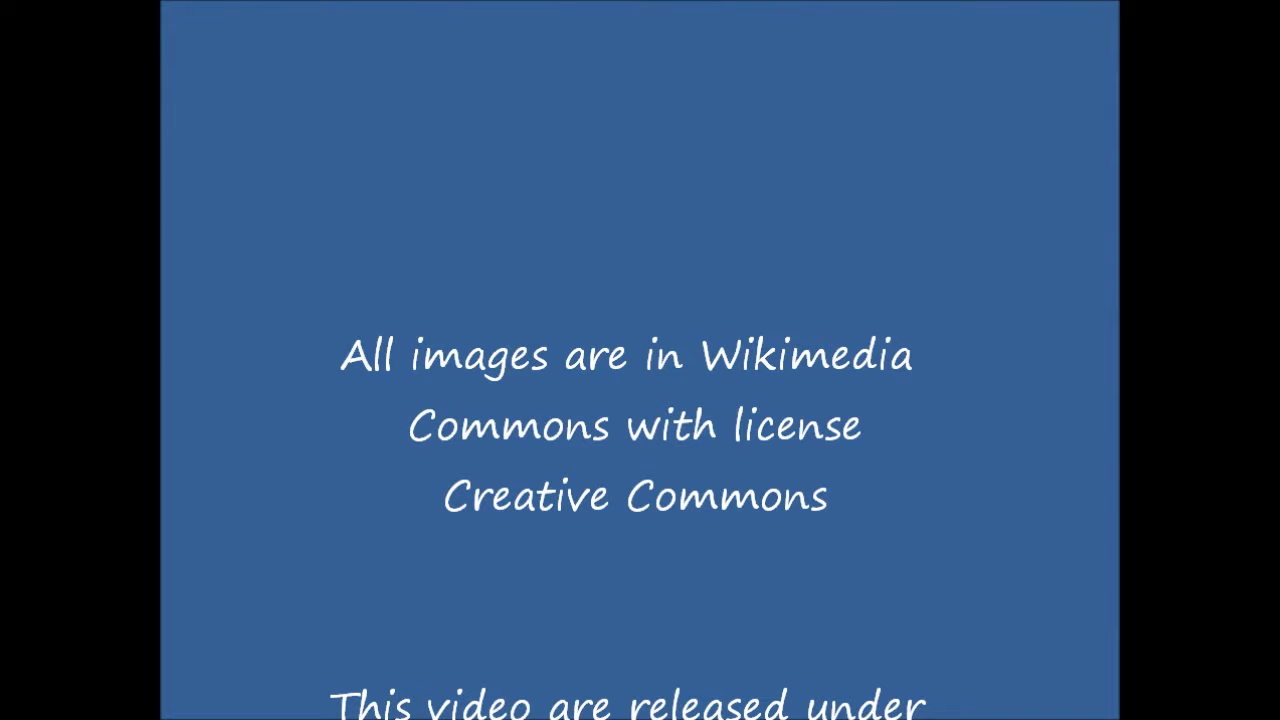 All images are in Wikimedia
Commons with license
Creative Commons
This video are released under